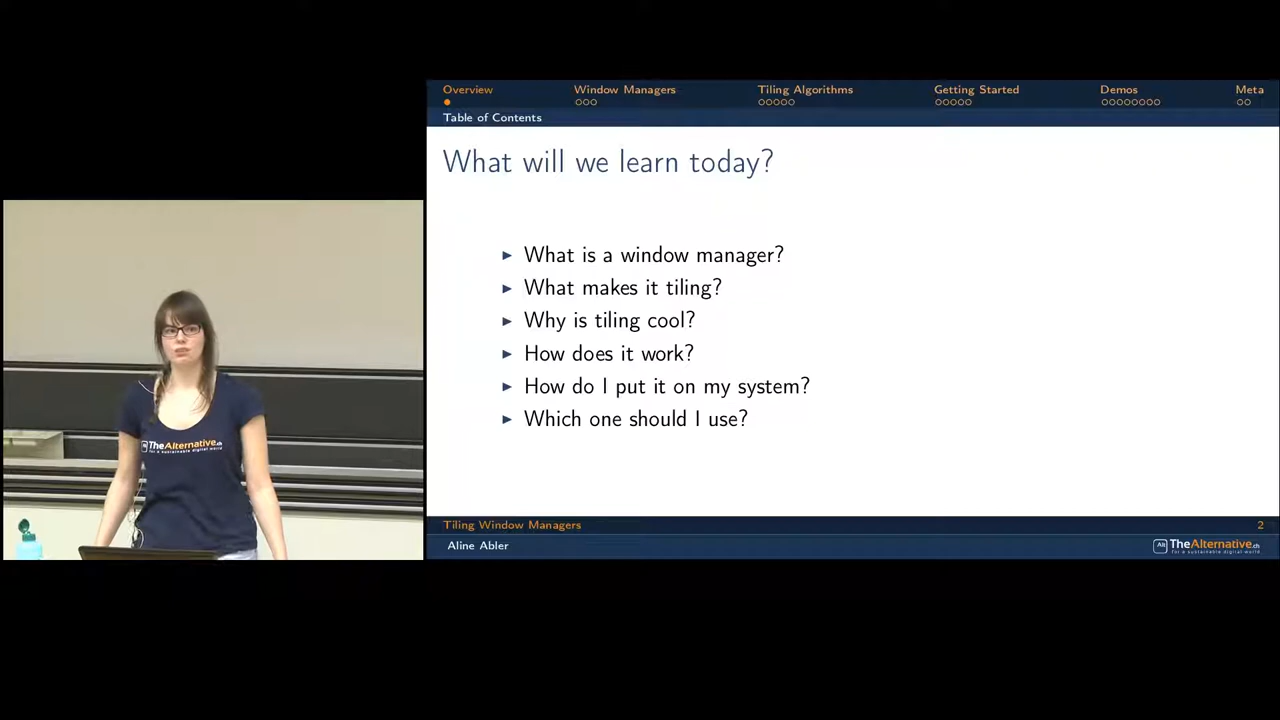 Overview
Window Managers
Tiling Algorithms
Getting Started
Demos
Meta
Table of Contents
What will we learn today?
What is a window manager?
What makes it tiling?
Why is tiling cool?
How does it work?
How do I put it on my system?
Which one should I use?
Tiling Window Managers
2
Aline Abler
TheAlternative.ch
for a sustainable digital world
TheAlternative.ch
for a sustainable digital world